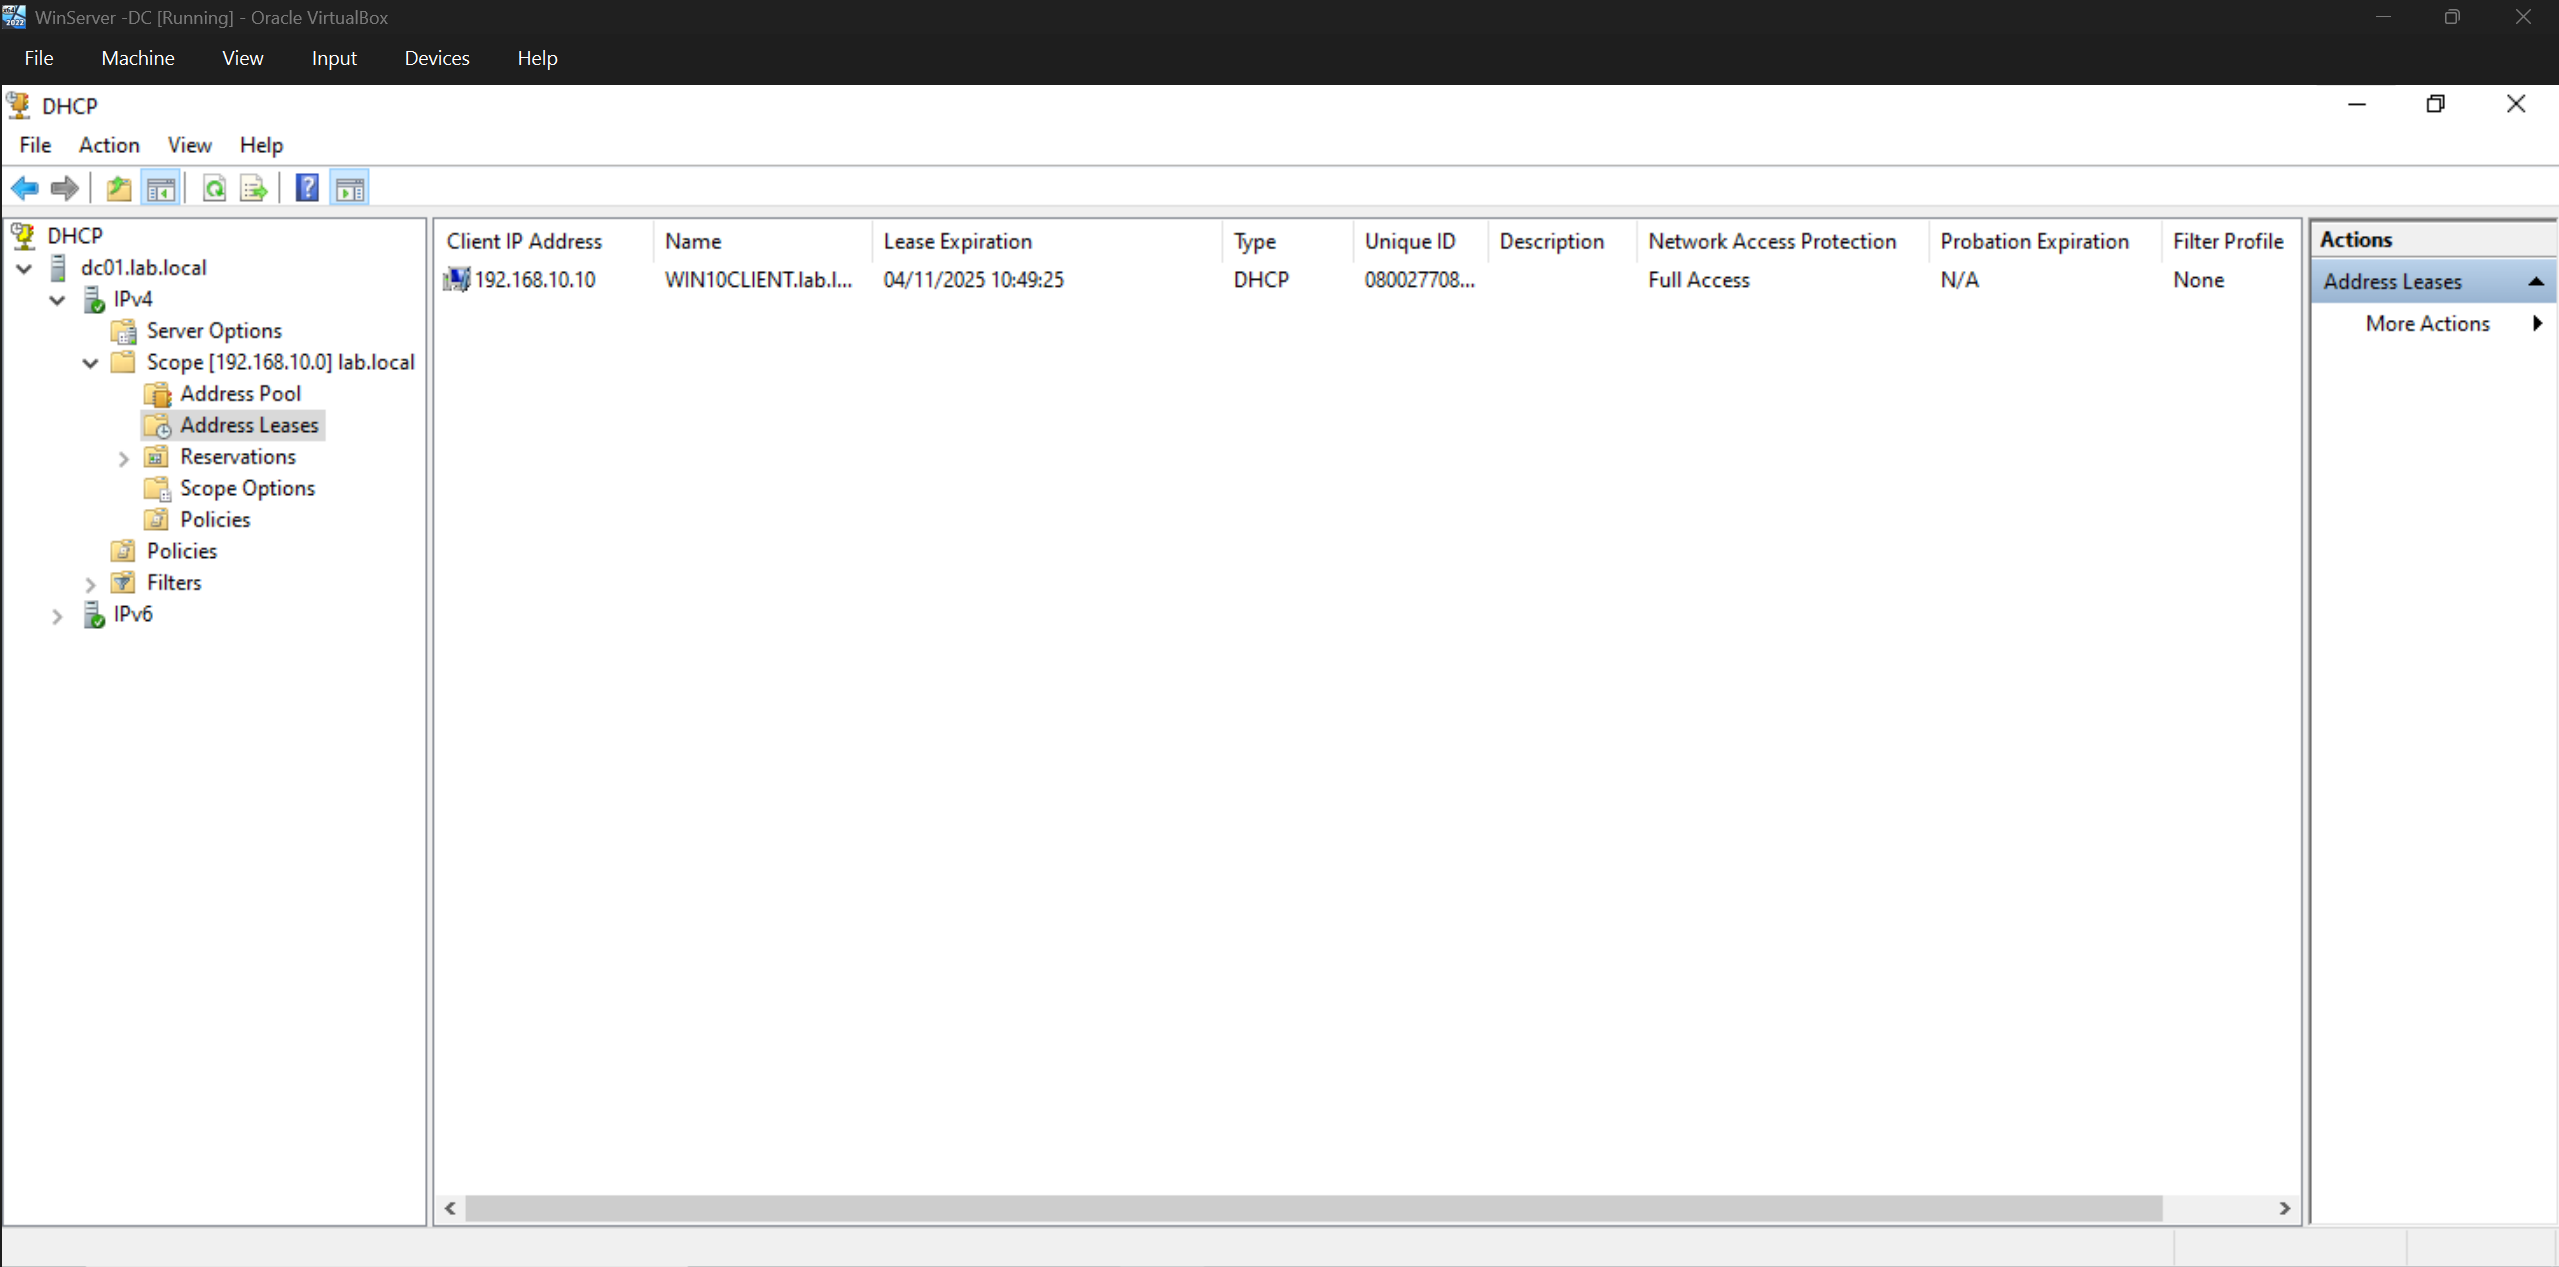 WinServer -DC [Running] - Oracle VirtualBox
File Machine View Input Devices Help
DHCP
File Action View Help
DHCP
dc01.lab.local
IPv4
Server Options
Scope [192.168.10.0] lab.local
Address Pool
Address Leases
Reservations
Scope Options
Policies
Policies
Filters
IPv6
Client IP Address Name Lease Expiration Type Unique ID Description Network Access Protection Probation Expiration Filter Profile
192.168.10.10 WIN10CLIENT.lab.l... 04/11/2025 10:49:25 DHCP 080027708... Full Access N/A None
Actions
Address Leases
More Actions